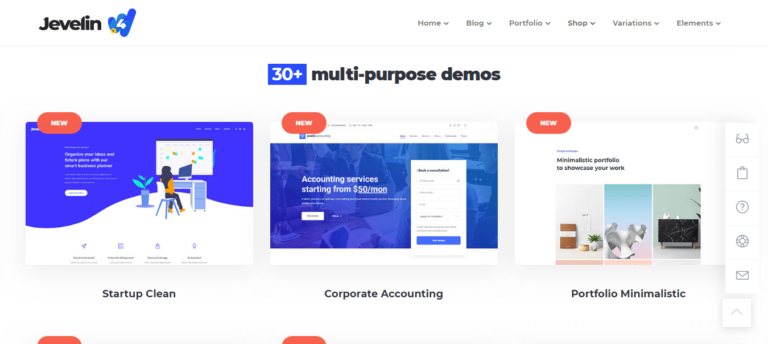 Jevelin 4
Home Blog Portfolio Shop Variations Elements
30+ multi-purpose demos
NEW NEW NEW
Organize your ideas and
future plans with our
smart business planner
Accounting services
starting from $50/mon
Book a consultation!
Minimalistic portfolio
to showcase your work
Startup Clean
Corporate Accounting
Portfolio Minimalistic